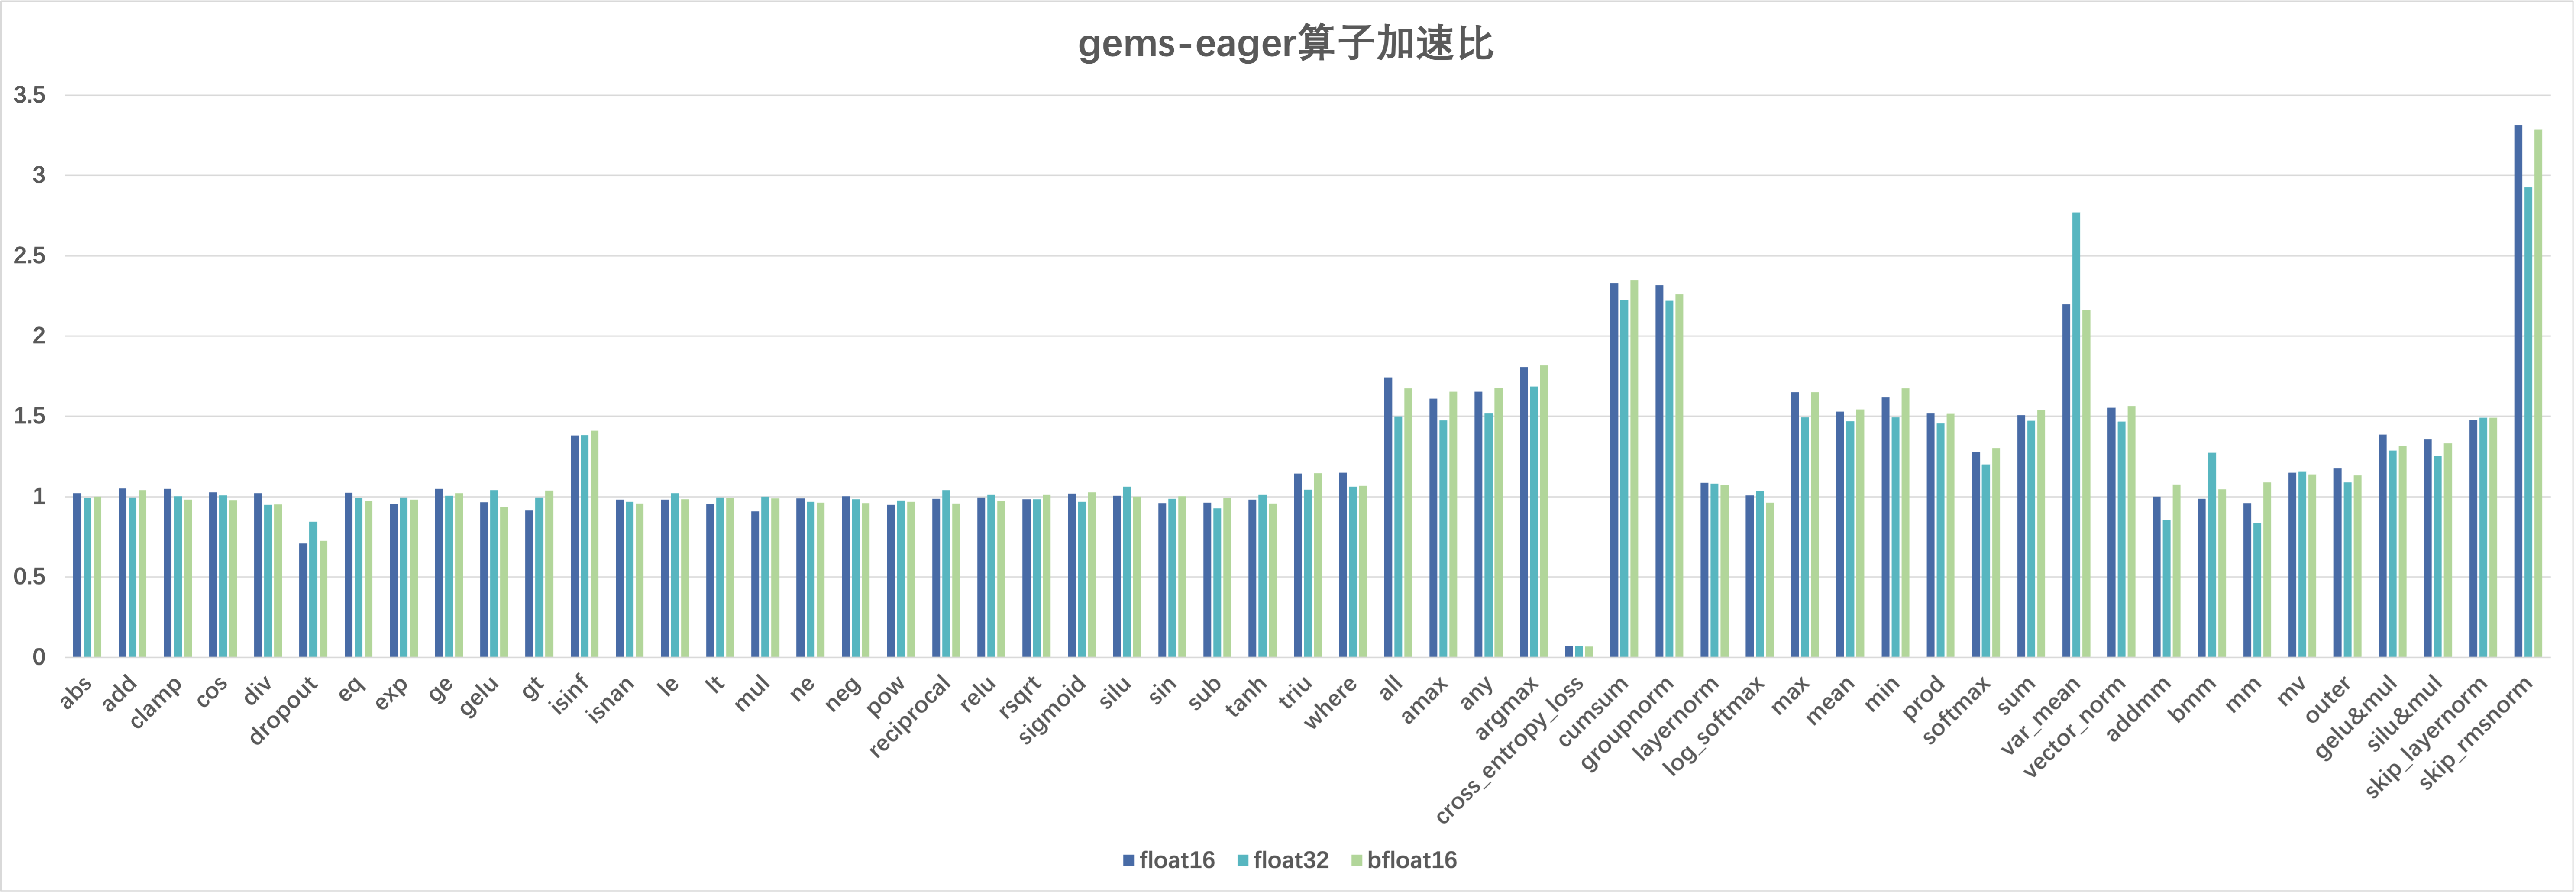 gems-eager算子加速比
3.5
3
2.5
2
1.5
1
0.5
0
abs
add
clamp
cos
div
dropout
eq
exp
ge
gelu
gt
isinf
isnan
le
lt
mul
ne
neg
pow
reciprocal
relu
rsqrt
sigmoid
silu
sin
sub
tanh
triu
where
all
amax
any
argmax
cross_entropy_loss
cumsum
groupnorm
layernorm
log_softmax
max
mean
min
prod
softmax
sum
var_mean
vector_norm
addmm
bmm
mm
mv
outer
gelu&mul
silu&mul
skip_layernorm
skip_rmsnorm
float16 float32 bfloat16